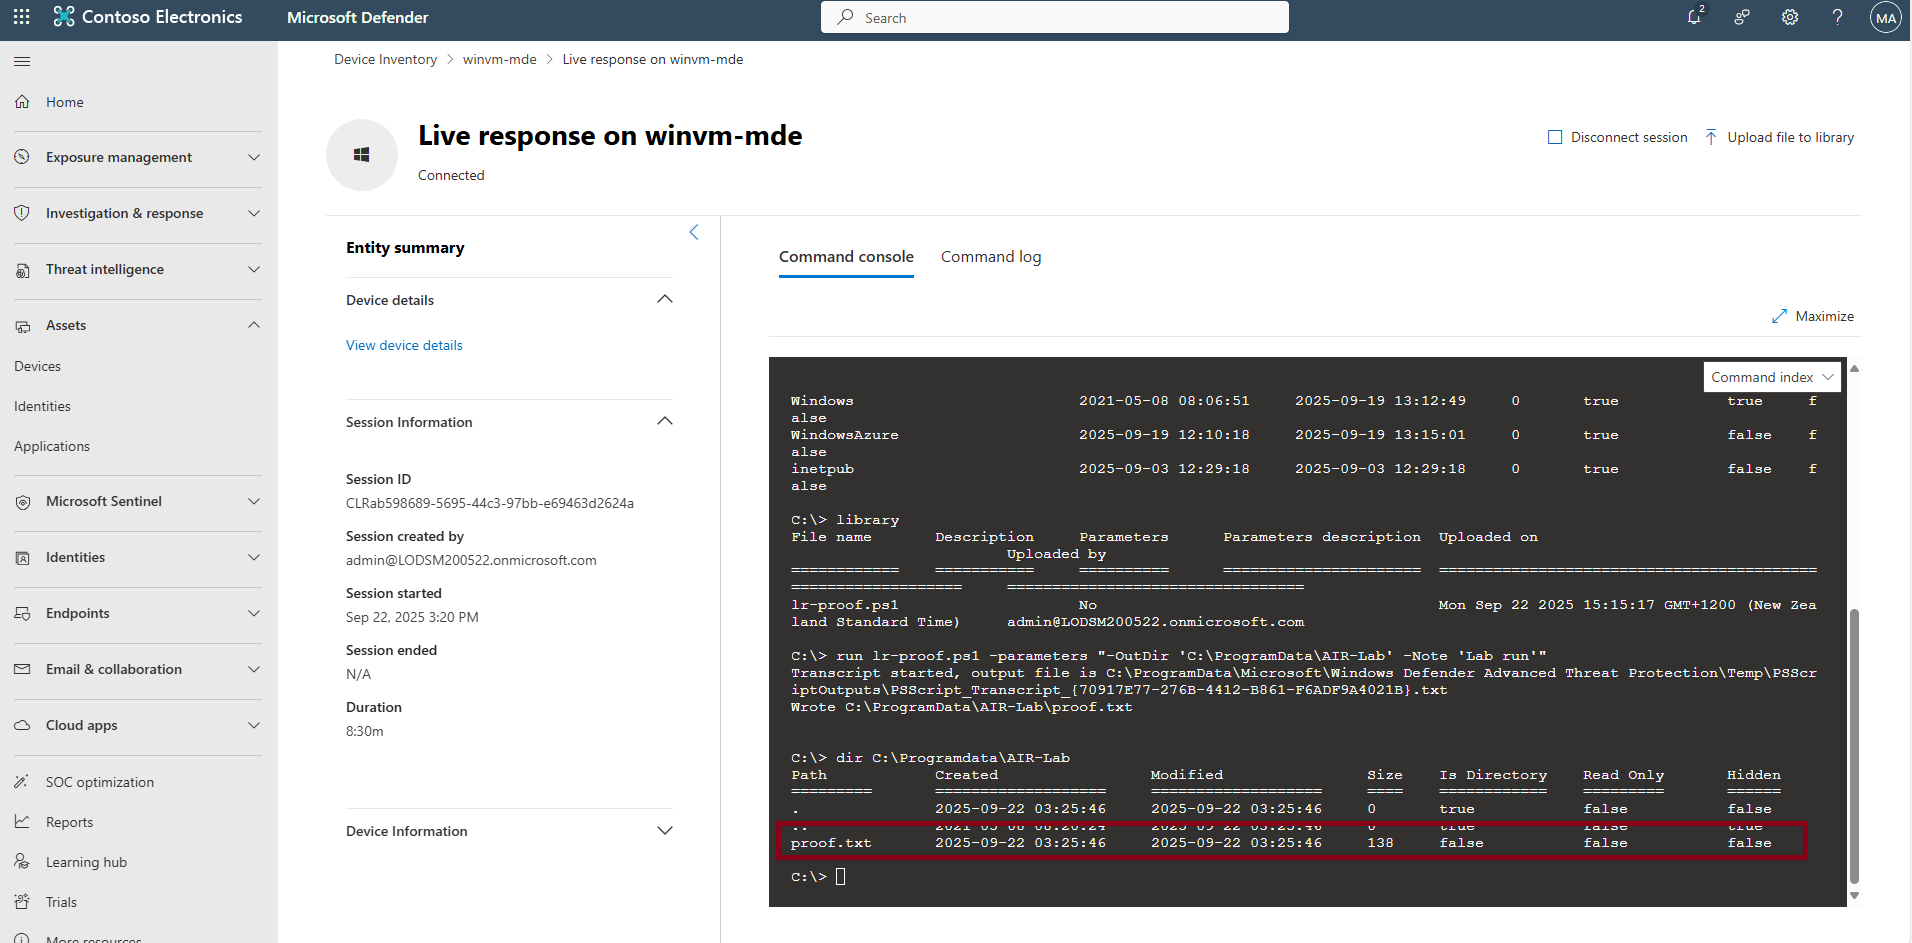 Contoso Electronics
Microsoft Defender
Search
2
MA
Device Inventory > winvm-mde > Live response on winvm-mde
Home
Exposure management
Investigation & response
Threat intelligence
Assets
Devices
Identities
Applications
Microsoft Sentinel
Identities
Endpoints
Email & collaboration
Cloud apps
SOC optimization
Reports
Learning hub
Trials
More resources
Live response on winvm-mde
Connected
Disconnect session
Upload file to library
Entity summary
Device details
View device details
Session Information
Session ID
CLRab598689-5695-44c3-97bb-e69463d2624a
Session created by
admin@LODSM200522.onmicrosoft.com
Session started
Sep 22, 2025 3:20 PM
Session ended
N/A
Duration
8:30m
Device Information
Command console
Command log
Maximize
Command index
Windows 2021-05-08 08:06:51 2025-09-19 13:12:49 0 true true f
alse
WindowsAzure 2025-09-19 12:10:18 2025-09-19 13:15:01 0 true false f
alse
inetpub 2025-09-03 12:29:18 2025-09-03 12:29:18 0 true false f
alse
C:\> library
File name Description Parameters Parameters description Uploaded on
Uploaded by
============ =========== ========== ====================== ==========================================
=================== =================================
lr-proof.ps1 No Mon Sep 22 2025 15:15:17 GMT+1200 (New Zea
land Standard Time) admin@LODSM200522.onmicrosoft.com
C:\> run lr-proof.ps1 -parameters "-OutDir 'C:\ProgramData\AIR-Lab' -Note 'Lab run'"
Transcript started, output file is C:\ProgramData\Microsoft\Windows Defender Advanced Threat Protection\Temp\PSScr
iptOutputs\PSScript_Transcript_{70917E77-276B-4412-B861-F6ADF9A4021B}.txt
Wrote C:\ProgramData\AIR-Lab\proof.txt
C:\> dir C:\Programdata\AIR-Lab
Path Created Modified Size Is Directory Read Only Hidden
========= =================== =================== ==== ============ ========= ======
. 2025-09-22 03:25:46 2025-09-22 03:25:46 0 true false false
.. 2021-05-08 08:20:24 2025-09-22 03:25:46 0 true false true
proof.txt 2025-09-22 03:25:46 2025-09-22 03:25:46 138 false false false
C:\>